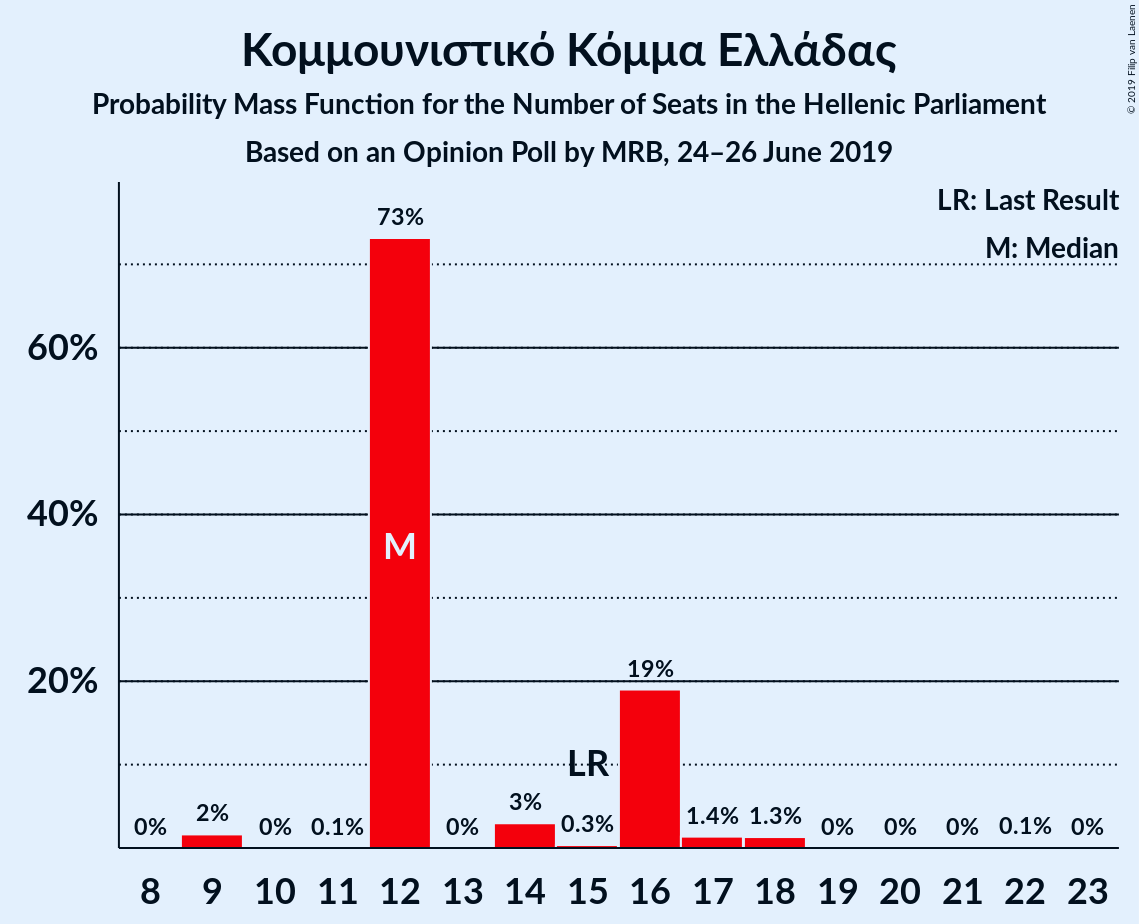 Κομμουνιστικό Κόμμα Ελλάδας
Probability Mass Function for the Number of Seats in the Hellenic Parliament
Based on an Opinion Poll by MRB, 24–26 June 2019
© 2019 Filip van Laenen
LR: Last Result
M: Median
60%
40%
20%
0%
2%
0%
0.1%
73%
0%
3%
0.3%
19%
1.4%
1.3%
0%
0%
0%
0.1%
0%
M
LR
8 9 10 11 12 13 14 15 16 17 18 19 20 21 22 23